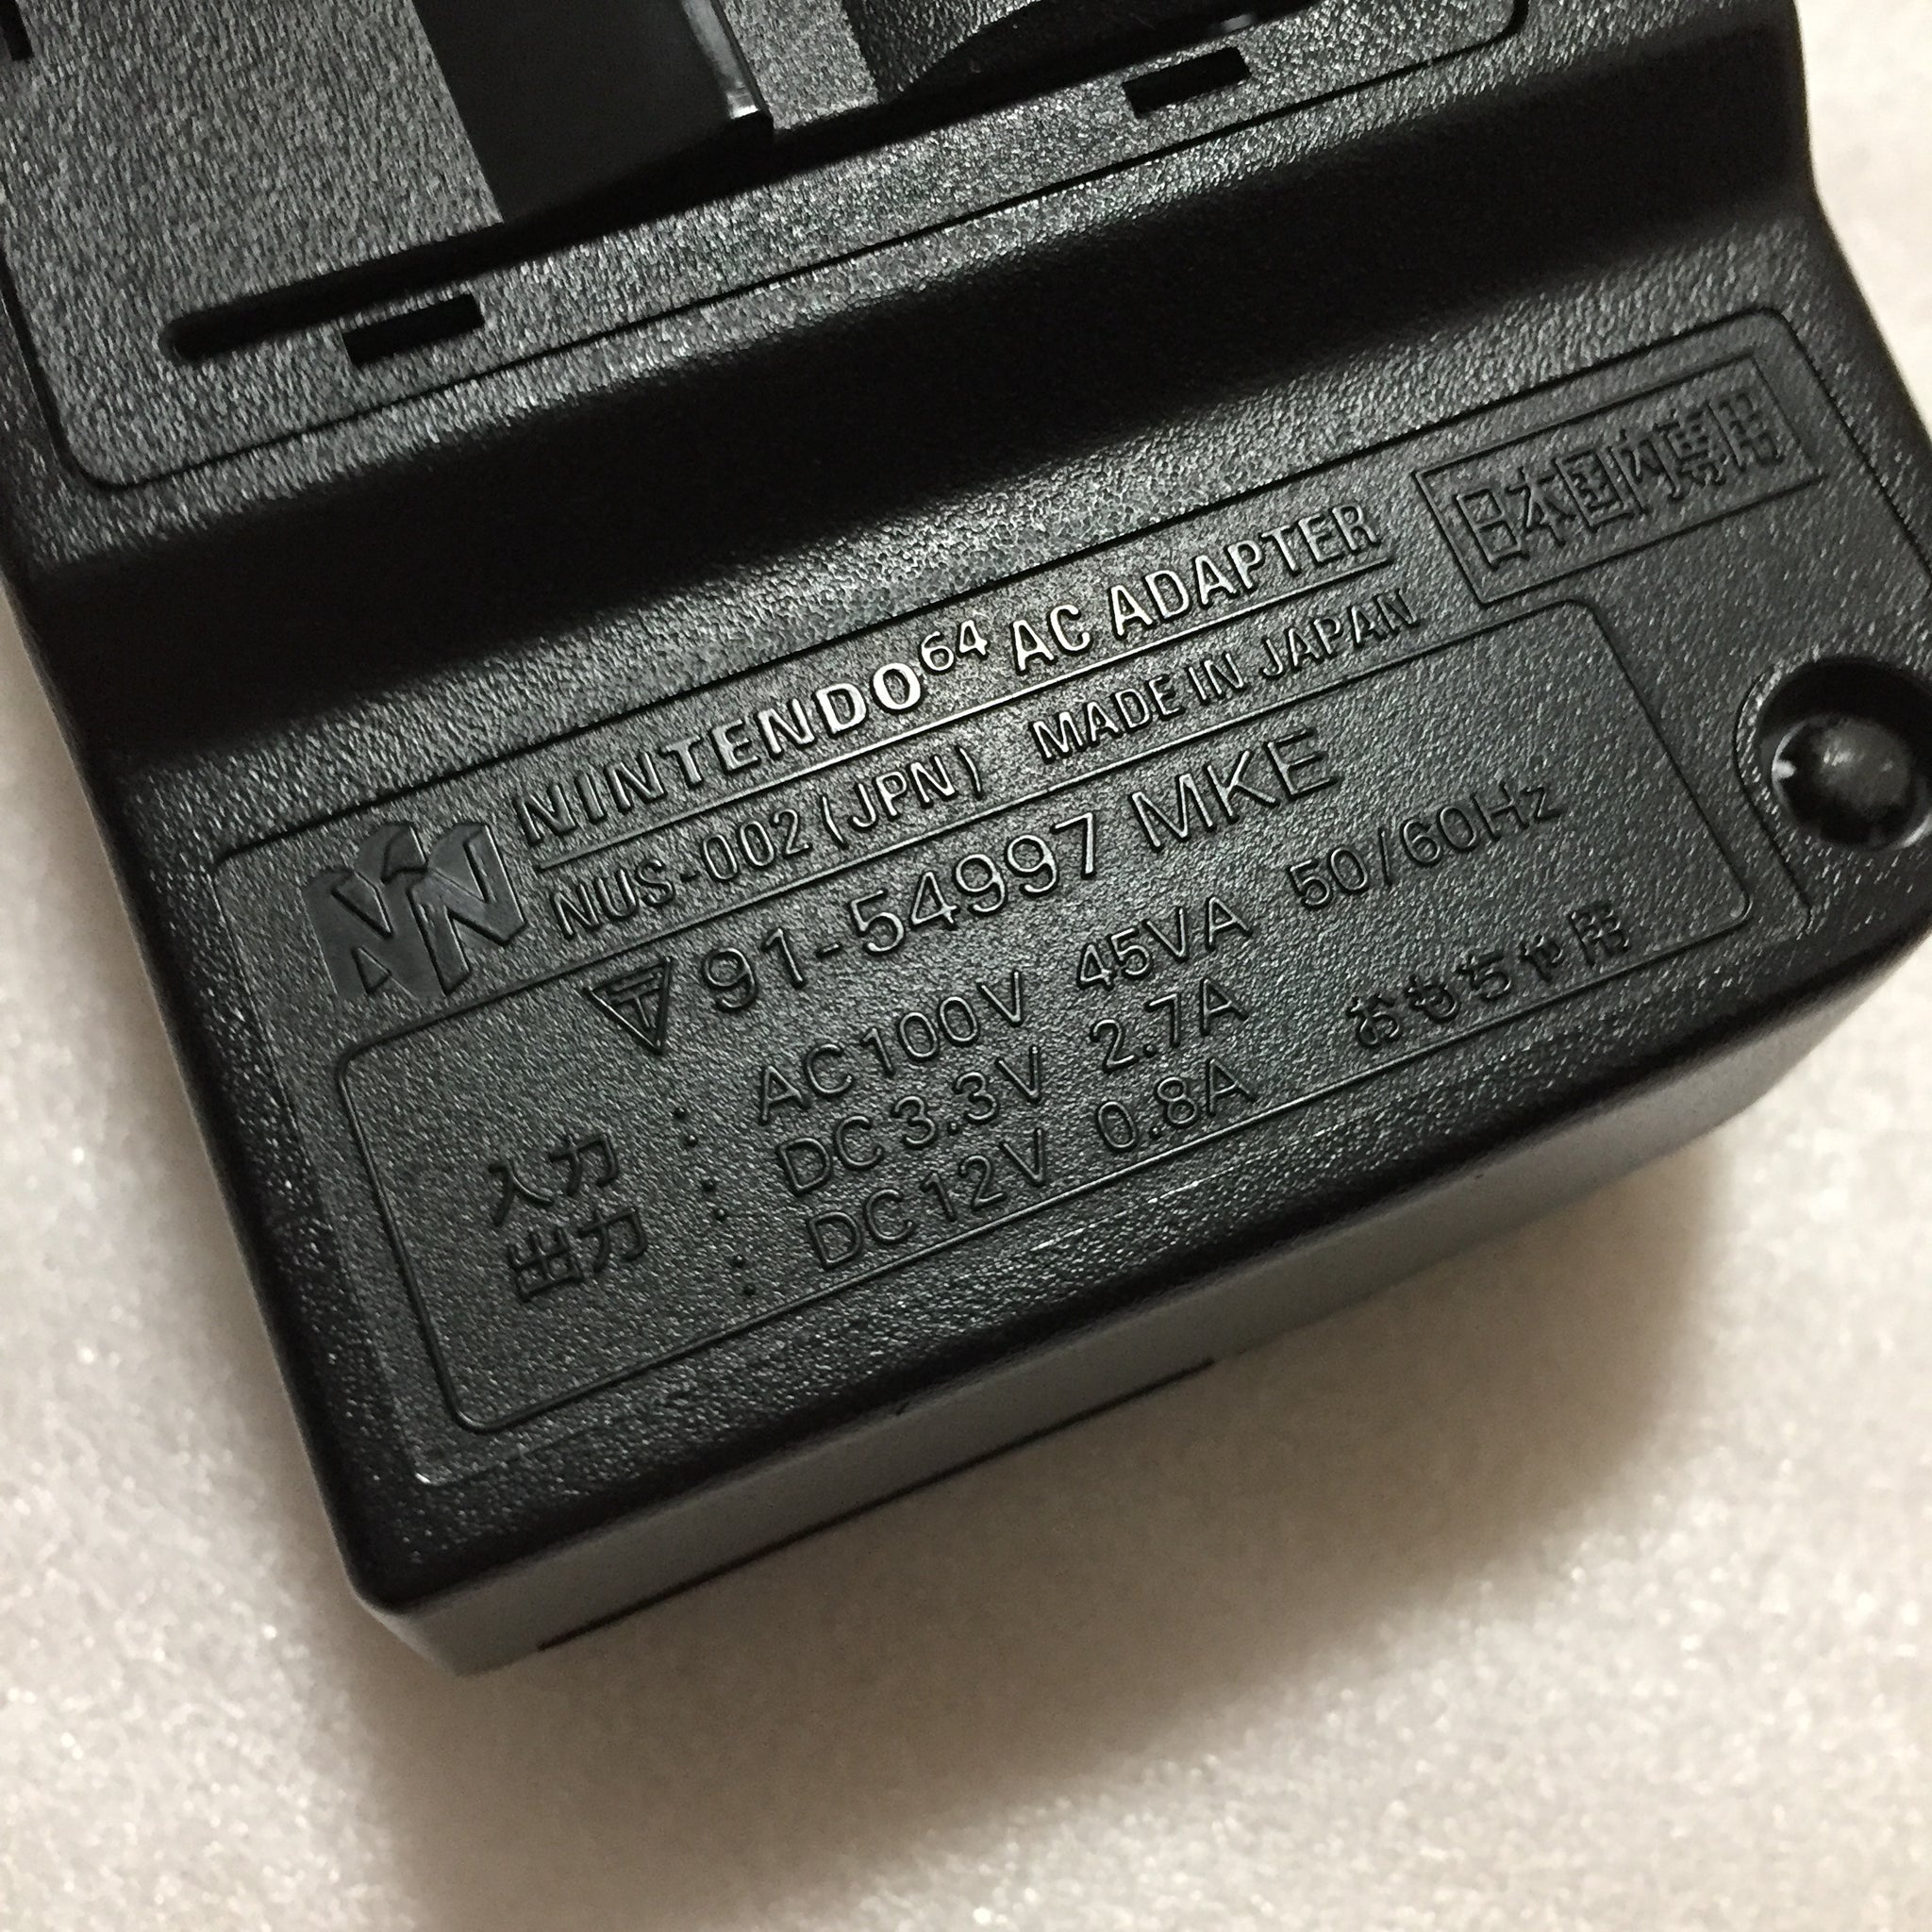 日本国内専用
NINTENDO64 AC ADAPTER
NUS-002(JPN) MADE IN JAPAN
91-54997 MKE
入力 : AC100V 45VA 50/60Hz
出力 : DC3.3V 2.7A
: DC12V 0.8A
おもちゃ用